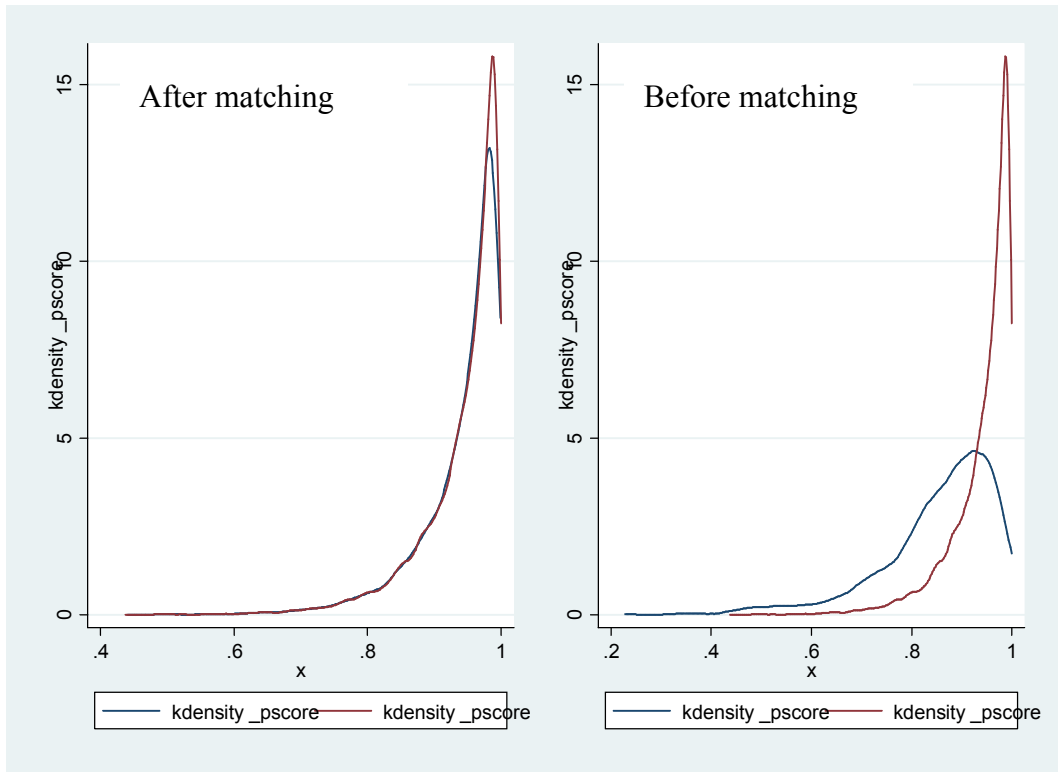 After matching
15
10
5
0
kdensity _pscore
.4
.6
.8
1
x
kdensity _pscore
kdensity _pscore
Before matching
15
10
5
0
kdensity _pscore
.2
.4
.6
.8
1
x
kdensity _pscore
kdensity _pscore